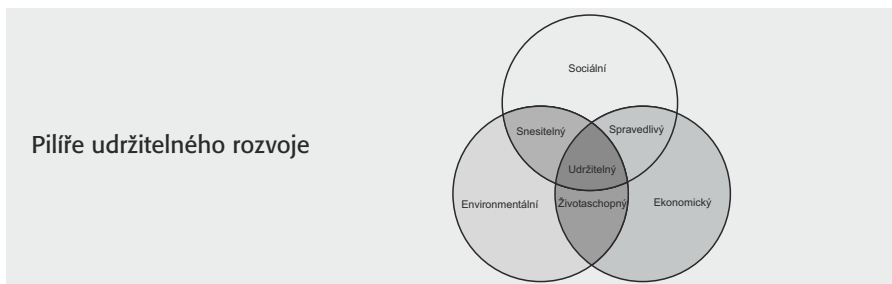 Pilíře udržitelného rozvoje
Sociální
Snesitelný
Spravedlivý
Udržitelný
Environmentální
Životaschopný
Ekonomický